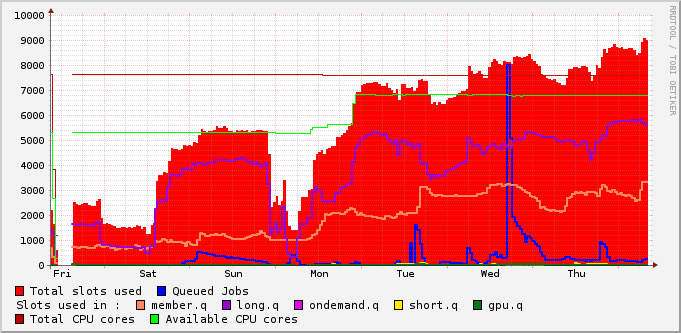 10000
9000
8000
7000
6000
5000
4000
3000
2000
1000
0
Fri Sat Sun Mon Tue Wed Thu
RRDTOOL / TOBI OETIKER
Total slots used Queued Jobs
Slots used in : member.q long.q ondemand.q short.q gpu.q
Total CPU cores Available CPU cores